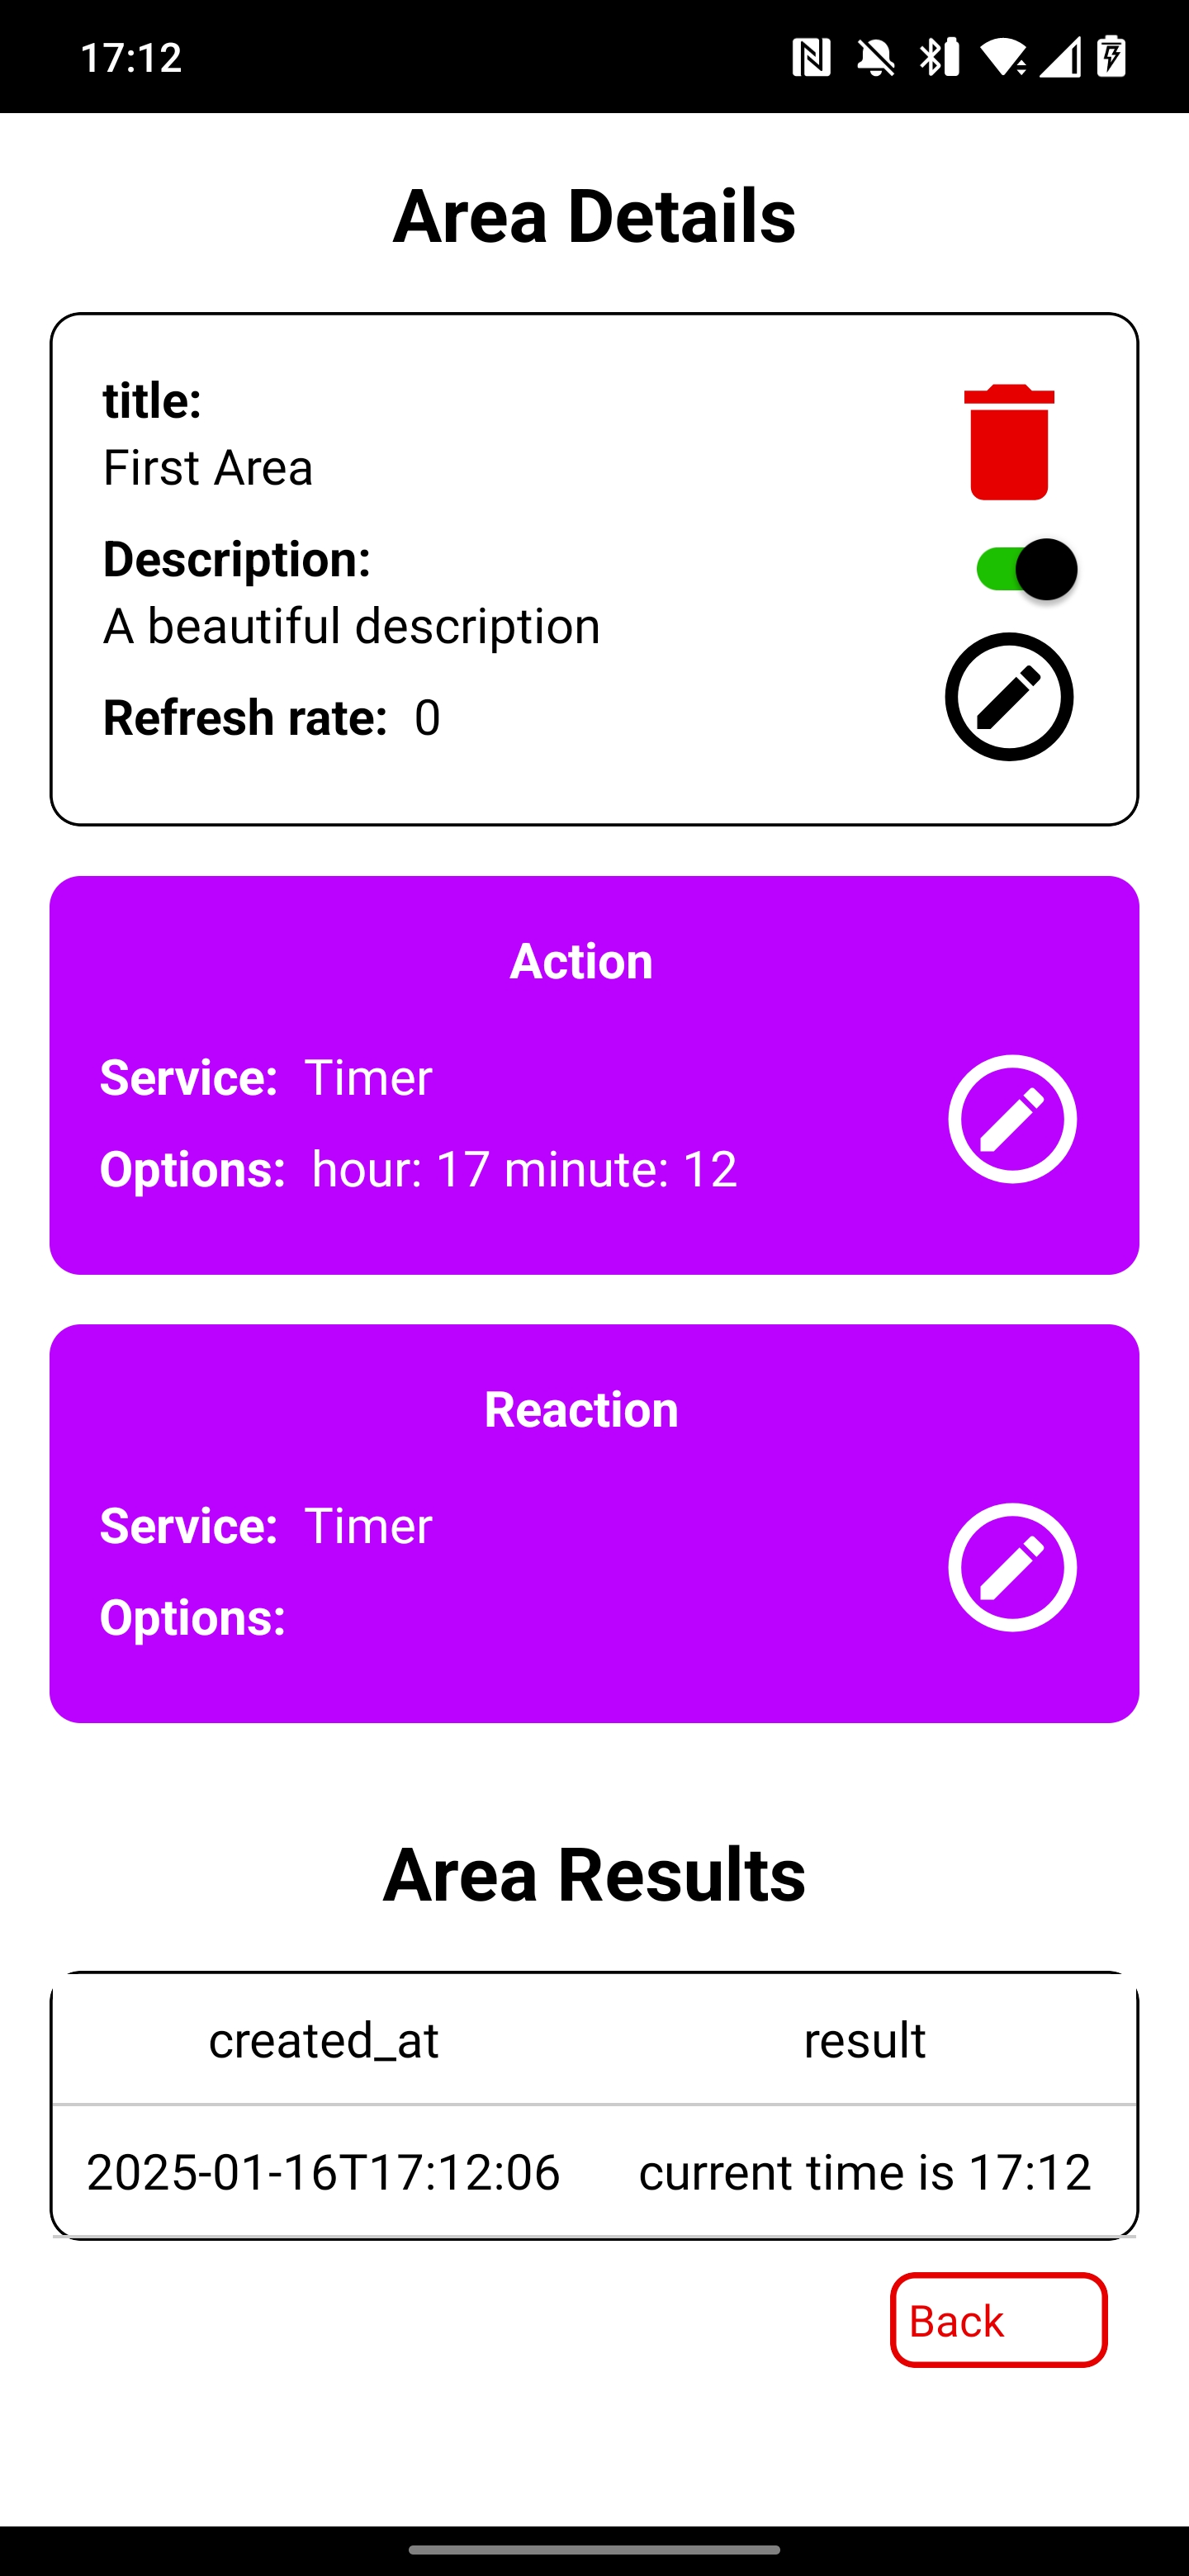 17:12
Area Details
title:
First Area
Description:
A beautiful description
Refresh rate: 0
Action
Service: Timer
Options: hour: 17 minute: 12
Reaction
Service: Timer
Options:
Area Results
created_at result
2025-01-16T17:12:06 current time is 17:12
Back